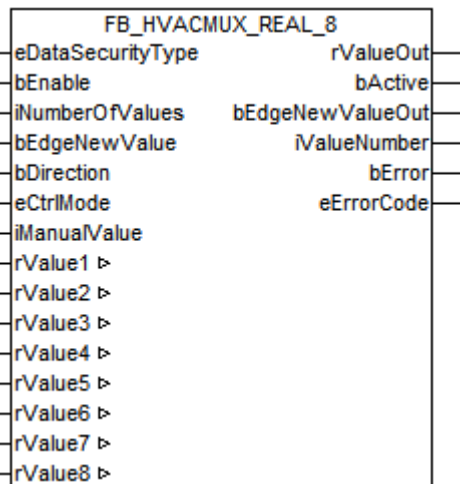 FB_HVACMUX_REAL_8
eDataSecurityType rValueOut
bEnable bActive
iNumberOfValues bEdgeNewValueOut
bEdgeNewValue iValueNumber
bDirection bError
eCtrlMode eErrorCode
iManualValue
rValue1 ▷
rValue2 ▷
rValue3 ▷
rValue4 ▷
rValue5 ▷
rValue6 ▷
rValue7 ▷
rValue8 ▷